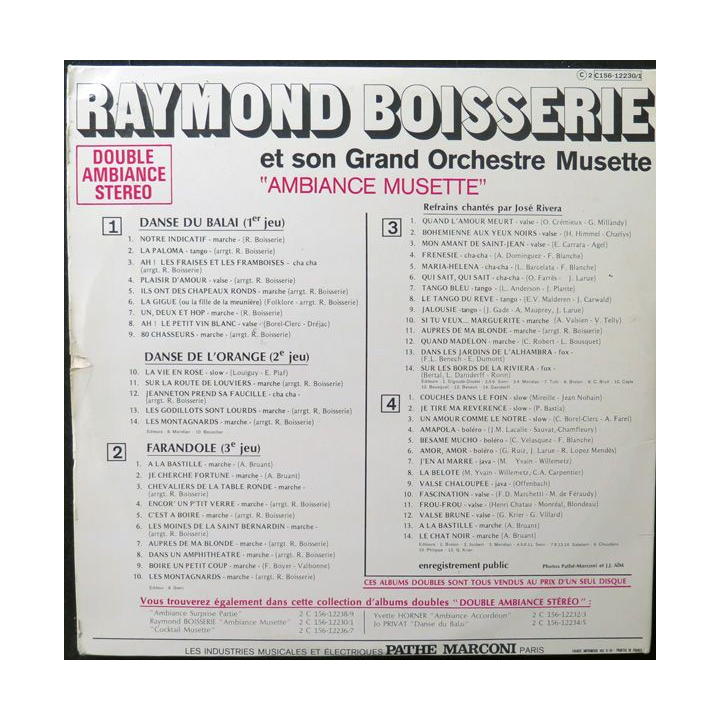 © 2 C156-12230/1
RAYMOND BOISSERIE
DOUBLE
AMBIANCE
STEREO
et son Grand Orchestre Musette
"AMBIANCE MUSETTE"
1
DANSE DU BALAI (1er jeu)
1. NOTRE INDICATIF - marche - (R. Boisserie)
2. LA PALOMA - tango - (arrgt. R. Boisserie)
3. AH ! LES FRAISES ET LES FRAMBOISES - cha cha
(arrgt. R. Boisserie)
4. PLAISIR D'AMOUR - valse - (arrgt. R. Boisserie)
5. ILS ONT DES CHAPEAUX RONDS - marche (arrgt. R. Boisserie)
6. LA GIGUE (ou la fille de la meunière) (Folklore - arrgt. R. Boisserie)
7. UN, DEUX ET HOP - marche - (R. Boisserie)
8. AH ! LE PETIT VIN BLANC - valse - (Borel-Clerc - Dréjac)
9. 80 CHASSEURS - marche - (arrgt. R. Boisserie)
DANSE DE L'ORANGE (2e jeu)
10. LA VIE EN ROSE - slow - (Louiguy - E. Piaf)
11. SUR LA ROUTE DE LOUVIERS - marche - (arrgt. R. Boisserie)
12. JEANNETON PREND SA FAUCILLE - cha cha -
(arrgt. R. Boisserie)
13. LES GODILLOTS SONT LOURDS - marche - (arrgt. R. Boisserie)
14. LES MONTAGNARDS - marche - (arrgt. R. Boisserie)
2
FARANDOLE (3e jeu)
1. A LA BASTILLE - marche - (A. Bruant)
2. JE CHERCHE FORTUNE - marche - (A. Bruant)
3. CHEVALIERS DE LA TABLE RONDE - marche -
(arrgt. R. Boisserie)
4. ENCOR' UN P'TIT VERRE - marche - (arrgt. R. Boisserie)
5. C'EST A BOIRE - marche - (arrgt. R. Boisserie)
6. LES MOINES DE LA SAINT BERNARDIN - marche -
(arrgt. R. Boisserie)
7. AUPRES DE MA BLONDE - marche - (arrgt. R. Boisserie)
8. DANS UN AMPHITHEATRE - marche - (arrgt. R. Boisserie)
9. BOIRE UN PETIT COUP - marche - (F. Boyer - Valbonne)
10. LES MONTAGNARDS - marche - (arrgt. R. Boisserie)
Refrains chantés par José Rivera
3
1. QUAND L'AMOUR MEURT - valse - (O. Crémieux - G. Millandy)
2. BOHEMIENNE AUX YEUX NOIRS - valse - (H. Himmel - Chatlys)
3. MON AMANT DE SAINT-JEAN - valse - (E. Carrara - Agel)
4. FRENESIE - cha-cha - (A. Dominguez - F. Blanche)
5. MARIA-HELENA - cha-cha - (L. Barcelata - F. Blanche)
6. QUI SAIT, QUI SAIT - cha-cha - (O. Farrès - J. Larue)
7. TANGO BLEU - tango - (L. Anderson - J. Plante)
8. LE TANGO DU REVE - tango - (E.V. Malderen - J. Carwald)
9. JALOUSIE - tango - (J. Gade - A. Mauprey, J. Larue)
10. SI TU VEUX... MARGUERITE - marche (A. Valsien - V. Telly)
11. AUPRES DE MA BLONDE - marche - (arrgt. R. Boisserie)
12. QUAND MADELON - marche - (C. Robert - L. Bousquet)
13. DANS LES JARDINS DE L'ALHAMBRA - fox -
(F.L. Benech - E. Dumont)
14. SUR LES BORDS DE LA RIVIERA - fox -
(Bertal, L. Daniderff - Ronn)
4
1. COUCHES DANS LE FOIN - slow (Mireille - Jean Nohain)
2. JE TIRE MA REVERENCE - slow - (P. Bastia)
3. UN AMOUR COMME LE NOTRE - slow - (C. Borel-Clerc - A. Farel)
4. AMAPOLA - boléro - (J.M. Lacalle - Sauvat, Chamfleury)
5. BESAME MUCHO - boléro - (C. Velasquez - F. Blanche)
6. AMOR, AMOR - boléro - (G. Ruiz, J. Larue - R. Lopez Mendès)
7. J'EN AI MARRE - java - (M. Yvain - Willemetz)
8. LA BELOTE - (M. Yvain - Willemetz, C.A. Carpentier)
9. VALSE CHALOUPEE - java - (Offenbach)
10. FASCINATION - valse - (F.D. Marchetti - M. de Féraudy)
11. FROU-FROU - valse - (Henri Chatau - Montréal, Blondeau)
12. VALSE BRUNE - valse - (G. Krier - G. Villard)
13. A LA BASTILLE - marche (A. Bruant)
14. LE CHAT NOIR - marche (A. Bruant)
enregistrement public
Photos Pathé-Marconi et J.J. AIM
CES ALBUMS DOUBLES SONT TOUS VENDUS AU PRIX D'UN SEUL DISQUE
Vous trouverez également dans cette collection d'albums doubles "DOUBLE AMBIANCE STÉRÉO" :
"Ambiance Surprise Partie" 2 C 156-12238/9
Raymond BOISSERIE "Ambiance Musette" 2 C 156-12230/1
"Cocktail Musette" 2 C 156-12236/7
Yvette HORNER "Ambiance Accordéon" 2 C 156-12232/3
Jo PRIVAT "Danse du Balai" 2 C 156-12234/5
LES INDUSTRIES MUSICALES ET ÉLECTRIQUES PATHE MARCONI PARIS